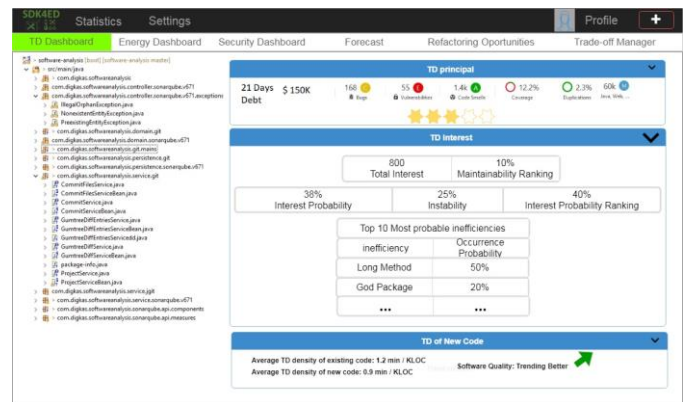 SDK4ED
Statistics Settings Profile +
TD Dashboard Energy Dashboard Security Dashboard Forecast Refactoring Oportunities Trade-off Manager
software-analysis [boot] [software-analysis master]
src/main/java
com.digkas.softwareanalysis
com.digkas.softwareanalysis.controller.sonarqube.v671
com.digkas.softwareanalysis.controller.sonarqube.v671.exceptions
IllegalOrphanException.java
NonexistentEntityException.java
PreexistingEntityException.java
com.digkas.softwareanalysis.domain.git
com.digkas.softwareanalysis.domain.sonarqube.v671
com.digkas.softwareanalysis.git.mains
com.digkas.softwareanalysis.persistence.git
com.digkas.softwareanalysis.persistence.sonarqube.v671
com.digkas.softwareanalysis.service.git
CommitFilesService.java
CommitFilesServiceBean.java
CommitService.java
CommitServiceBean.java
GumtreeDiffEntriesService.java
GumtreeDiffEntriesServiceBean.java
GumtreeDiffEntriesServicedd.java
GumtreeDiffService.java
GumtreeDiffServiceBean.java
package-info.java
ProjectService.java
ProjectServiceBean.java
com.digkas.softwareanalysis.service.jgit
com.digkas.softwareanalysis.service.sonarqube.v671
com.digkas.softwareanalysis.sonarqube.api.components
com.digkas.softwareanalysis.sonarqube.api.measures
TD principal
21 Days Debt
$ 150K
168
Bugs
55
Vulnerabilities
1.4k A
Code Smells
12.2%
Coverage
2.3%
Duplications
60k
Java, Web, ...
TD Interest
800
Total Interest
10%
Maintainability Ranking
38%
Interest Probability
25%
Instability
40%
Interest Probability Ranking
Top 10 Most probable inefficiencies
inefficiency Occurrence Probability
Long Method 50%
God Package 20%
... ...
TD of New Code
Average TD density of existing code: 1.2 min / KLOC
Average TD density of new code: 0.9 min / KLOC
Software Quality: Trending Better